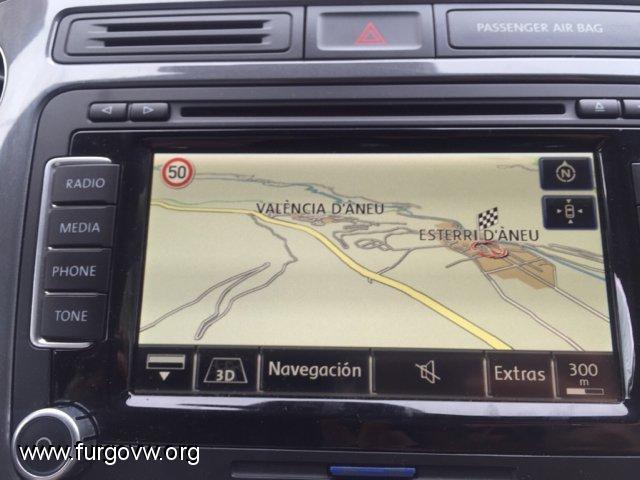 PASSENGER AIR BAG
50
N
RADIO
MEDIA
PHONE
TONE
VALÈNCIA D'ÀNEU
ESTERRI D'ÀNEU
3D
Navegación
Extras
300
m
www.furgovw.org